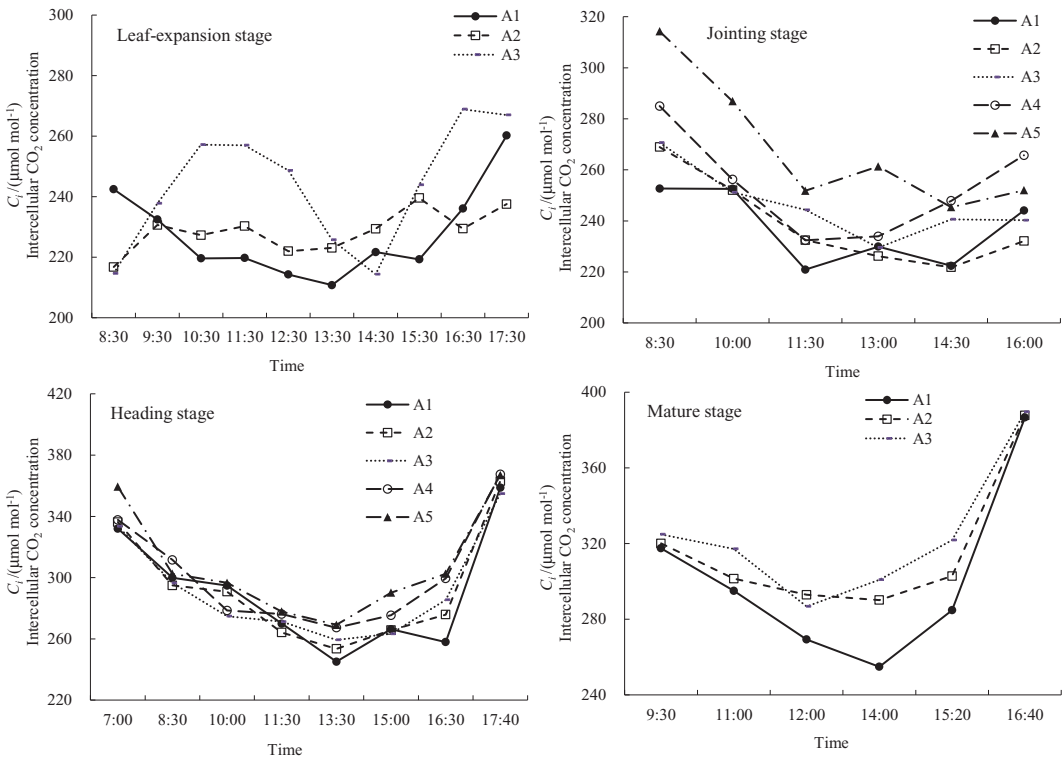 Leaf-expansion stage
A1
A2
A3
300
280
260
240
220
200
Cᵢ/(μmol mol⁻¹)
Intercellular CO₂ concentration
8:30 9:30 10:30 11:30 12:30 13:30 14:30 15:30 16:30 17:30
Time
Jointing stage
A1
A2
A3
A4
A5
320
300
280
260
240
220
200
Cᵢ/(μmol mol⁻¹)
Intercellular CO₂ concentration
8:30 10:00 11:30 13:00 14:30 16:00
Time
Heading stage
A1
A2
A3
A4
A5
420
380
340
300
260
220
Cᵢ/(μmol mol⁻¹)
Intercellular CO₂ concentration
7:00 8:30 10:00 11:30 13:30 15:00 16:30 17:40
Time
Mature stage
A1
A2
A3
400
360
320
280
240
Cᵢ/(μmol mol⁻¹)
Intercellular CO₂ concentration
9:30 11:00 12:00 14:00 15:20 16:40
Time